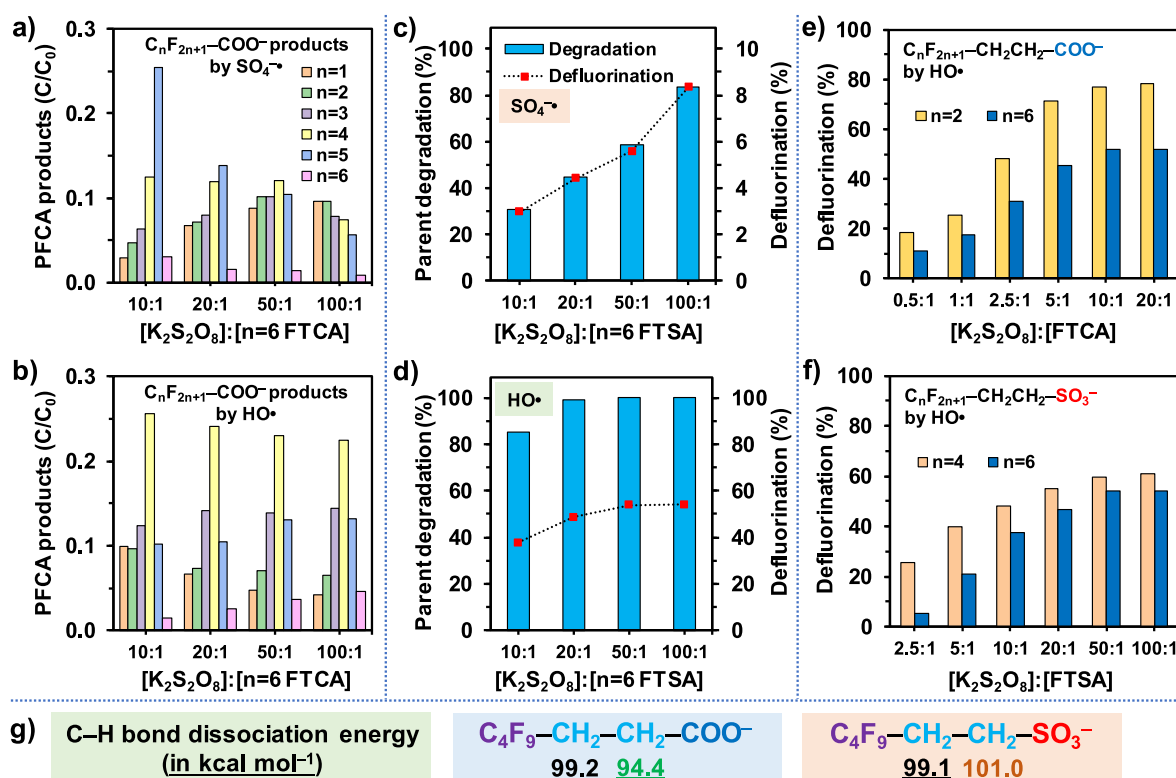 a)
CₙF₂ₙ₊₁–COO⁻ products
by SO₄⁻•
n=1
n=2
n=3
n=4
n=5
n=6
PFCA products (C/C₀)
0.3
0.2
0.1
0.0
10:1 20:1 50:1 100:1
[K₂S₂O₈]:[n=6 FTCA]
b)
CₙF₂ₙ₊₁–COO⁻ products
by HO•
PFCA products (C/C₀)
0.3
0.2
0.1
0.0
10:1 20:1 50:1 100:1
[K₂S₂O₈]:[n=6 FTCA]
c)
Degradation
Defluorination
SO₄⁻•
Parent degradation (%)
100
80
60
40
20
0
Defluorination (%)
10
8
6
4
2
0
10:1 20:1 50:1 100:1
[K₂S₂O₈]:[n=6 FTSA]
d)
HO•
Parent degradation (%)
100
80
60
40
20
0
Defluorination (%)
100
80
60
40
20
0
10:1 20:1 50:1 100:1
[K₂S₂O₈]:[n=6 FTSA]
e)
CₙF₂ₙ₊₁–CH₂CH₂–COO⁻
by HO•
n=2 n=6
Defluorination (%)
100
80
60
40
20
0
0.5:1 1:1 2.5:1 5:1 10:1 20:1
[K₂S₂O₈]:[FTCA]
f)
CₙF₂ₙ₊₁–CH₂CH₂–SO₃⁻
by HO•
n=4 n=6
Defluorination (%)
100
80
60
40
20
0
2.5:1 5:1 10:1 20:1 50:1 100:1
[K₂S₂O₈]:[FTSA]
g)
C–H bond dissociation energy
(in kcal mol⁻¹)
C₄F₉–CH₂–CH₂–COO⁻
99.2 94.4
C₄F₉–CH₂–CH₂–SO₃⁻
99.1 101.0